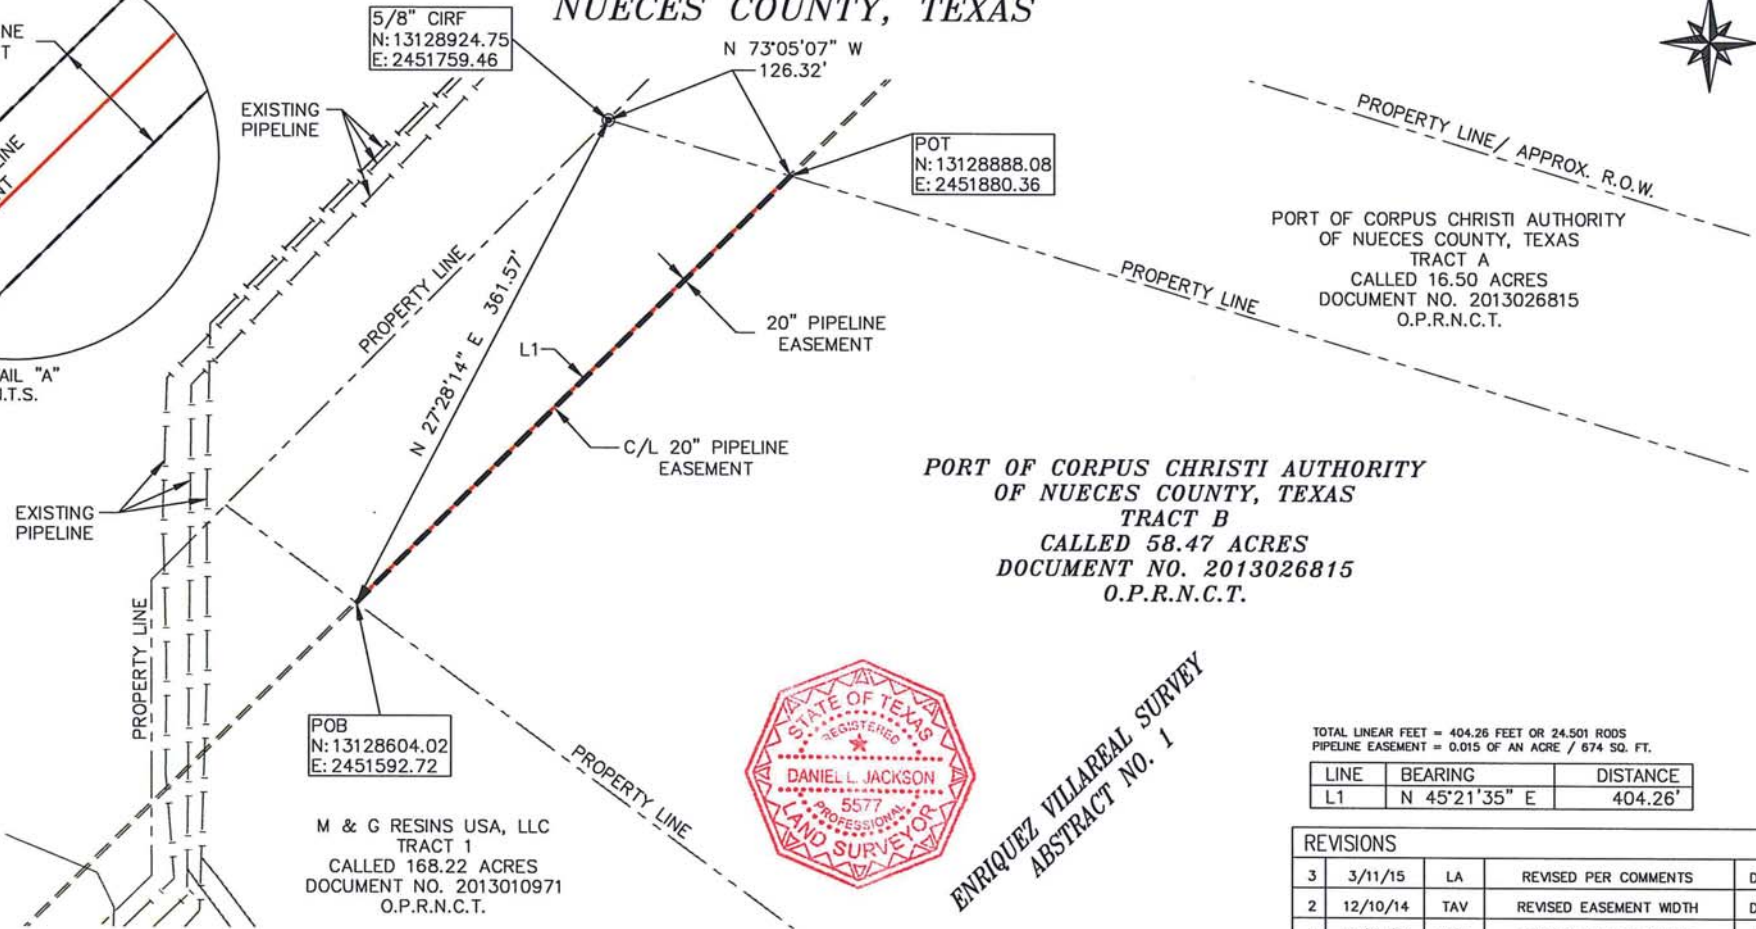 NUECES COUNTY, TEXAS
5/8" CIRF
N:13128924.75
E: 2451759.46
N 73°05'07" W
126.32'
EXISTING
PIPELINE
POT
N:13128888.08
E: 2451880.36
PROPERTY LINE/ APPROX. R.O.W.
PORT OF CORPUS CHRISTI AUTHORITY
OF NUECES COUNTY, TEXAS
TRACT A
CALLED 16.50 ACRES
DOCUMENT NO. 2013026815
O.P.R.N.C.T.
PROPERTY LINE
PROPERTY LINE
N 27°28'14" E 361.57'
L1
20" PIPELINE
EASEMENT
C/L 20" PIPELINE
EASEMENT
"A"
N.T.S.
EXISTING
PIPELINE
PORT OF CORPUS CHRISTI AUTHORITY
OF NUECES COUNTY, TEXAS
TRACT B
CALLED 58.47 ACRES
DOCUMENT NO. 2013026815
O.P.R.N.C.T.
PROPERTY LINE
POB
N:13128604.02
E: 2451592.72
PROPERTY LINE
M & G RESINS USA, LLC
TRACT 1
CALLED 168.22 ACRES
DOCUMENT NO. 2013010971
O.P.R.N.C.T.
STATE OF TEXAS
REGISTERED
DANIEL L. JACKSON
5577
PROFESSIONAL
LAND SURVEYOR
ENRIQUEZ VILLAREAL SURVEY
ABSTRACT NO. 1
TOTAL LINEAR FEET = 404.26 FEET OR 24.501 RODS
PIPELINE EASEMENT = 0.015 OF AN ACRE / 674 SQ. FT.
LINE BEARING DISTANCE
L1 N 45°21'35" E 404.26'
REVISIONS
3 3/11/15 LA REVISED PER COMMENTS D
2 12/10/14 TAV REVISED EASEMENT WIDTH D